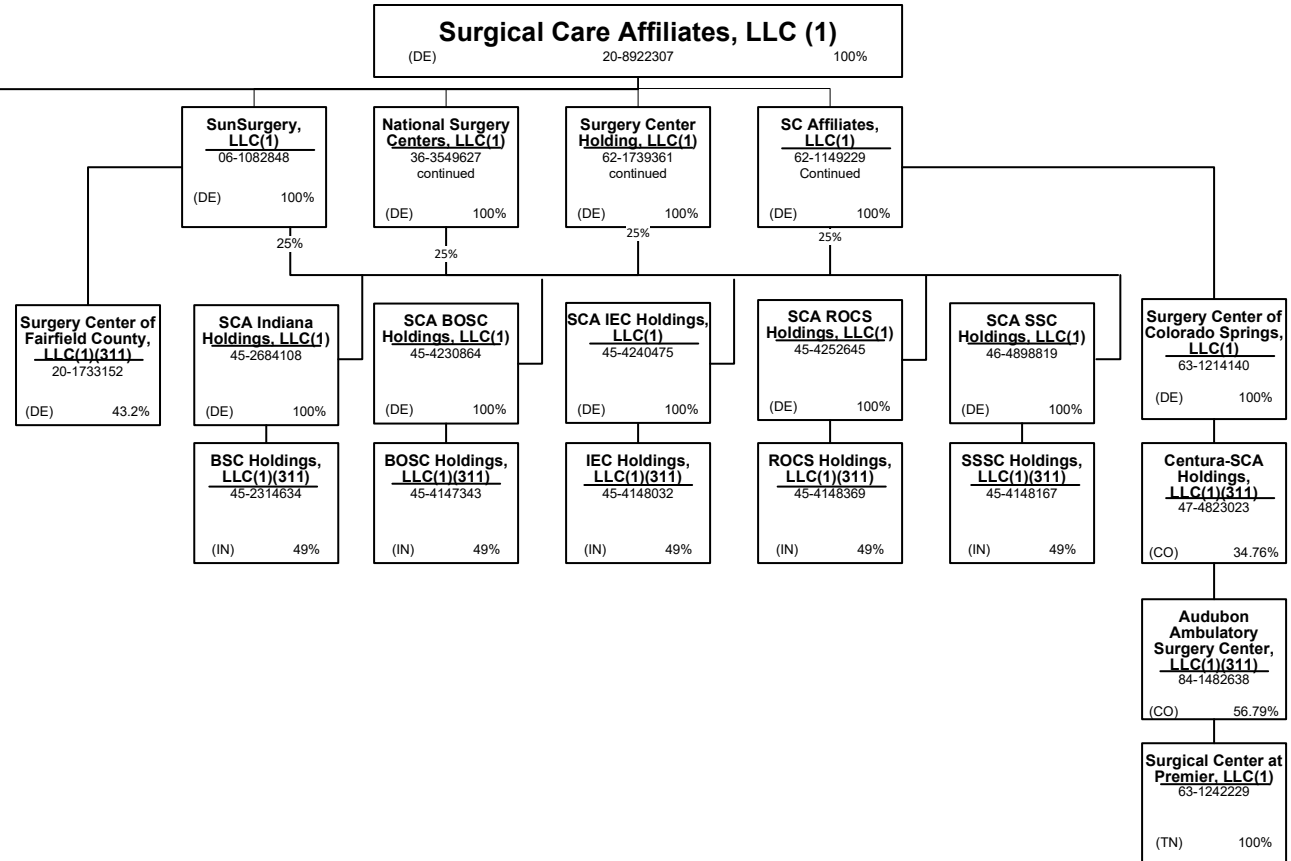 Surgical Care Affiliates, LLC (1)
(DE) 20-8922307 100%
SunSurgery,
LLC(1)
06-1082848
(DE) 100%
National Surgery
Centers, LLC(1)
36-3549627
continued
(DE) 100%
Surgery Center
Holding, LLC(1)
62-1739361
continued
(DE) 100%
SC Affiliates,
LLC(1)
62-1149229
Continued
(DE) 100%
25%
25%
25%
25%
Surgery Center of
Fairfield County,
LLC(1)(311)
20-1733152
(DE) 43.2%
SCA Indiana
Holdings, LLC(1)
45-2684108
(DE) 100%
SCA BOSC
Holdings, LLC(1)
45-4230864
(DE) 100%
SCA IEC Holdings,
LLC(1)
45-4240475
(DE) 100%
SCA ROCS
Holdings, LLC(1)
45-4252645
(DE) 100%
SCA SSC
Holdings, LLC(1)
46-4898819
(DE) 100%
Surgery Center of
Colorado Springs,
LLC(1)
63-1214140
(DE) 100%
BSC Holdings,
LLC(1)(311)
45-2314634
(IN) 49%
BOSC Holdings,
LLC(1)(311)
45-4147343
(IN) 49%
IEC Holdings,
LLC(1)(311)
45-4148032
(IN) 49%
ROCS Holdings,
LLC(1)(311)
45-4148369
(IN) 49%
SSSC Holdings,
LLC(1)(311)
45-4148167
(IN) 49%
Centura-SCA
Holdings,
LLC(1)(311)
47-4823023
(CO) 34.76%
Audubon
Ambulatory
Surgery Center,
LLC(1)(311)
84-1482638
(CO) 56.79%
Surgical Center at
Premier, LLC(1)
63-1242229
(TN) 100%